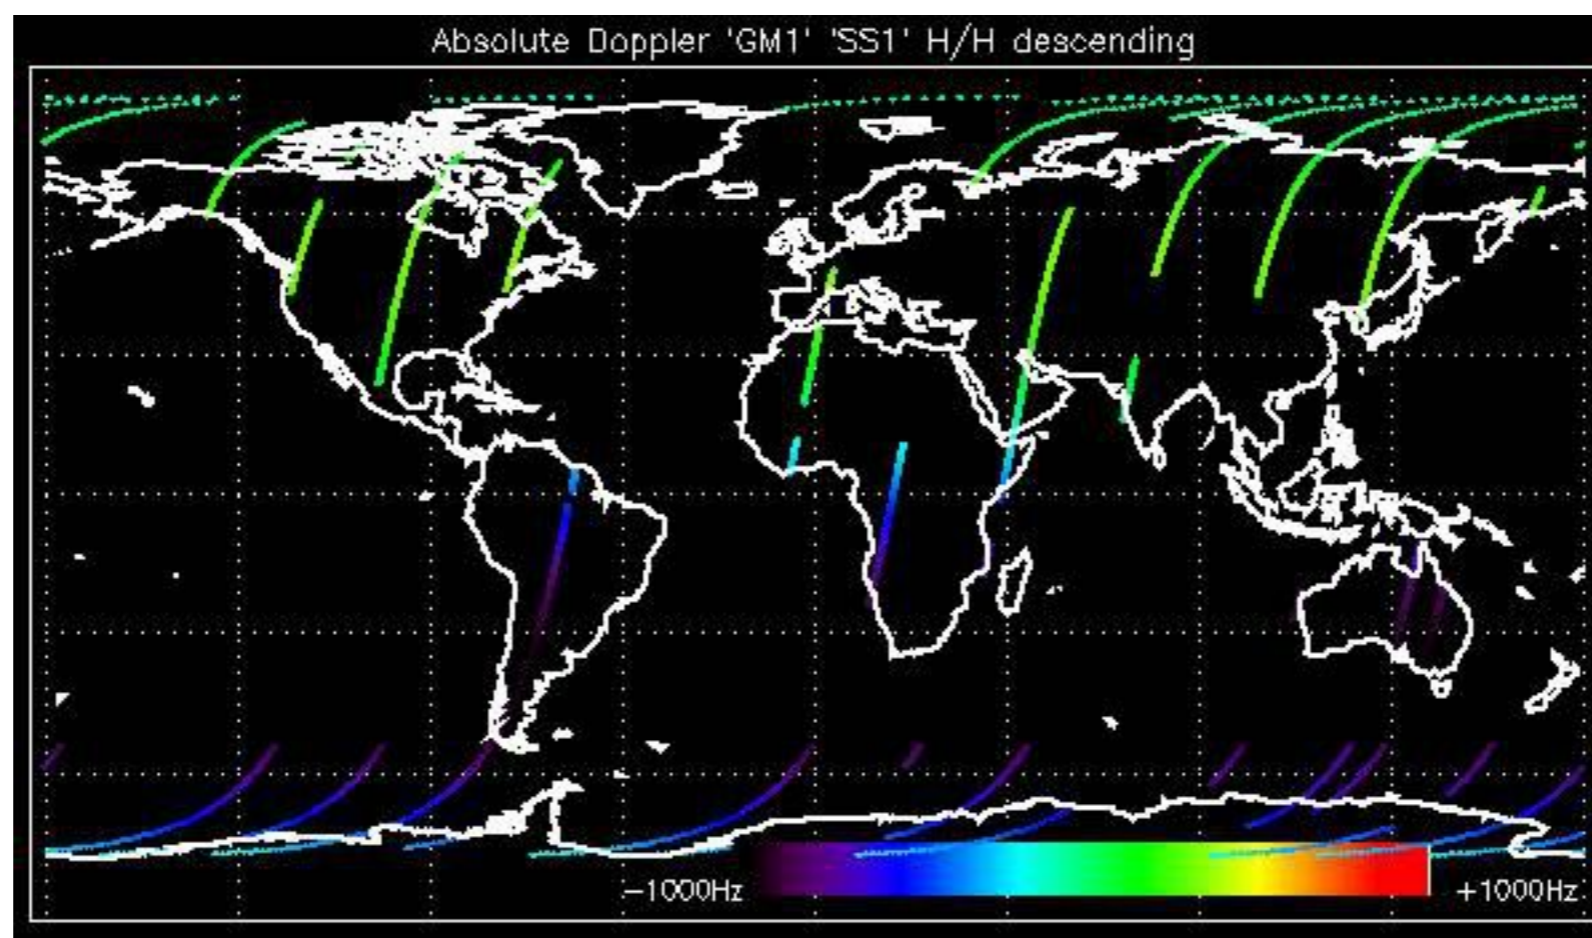 Absolute Doppler 'GM1' 'SS1' H/H descending
-1000Hz +1000Hz